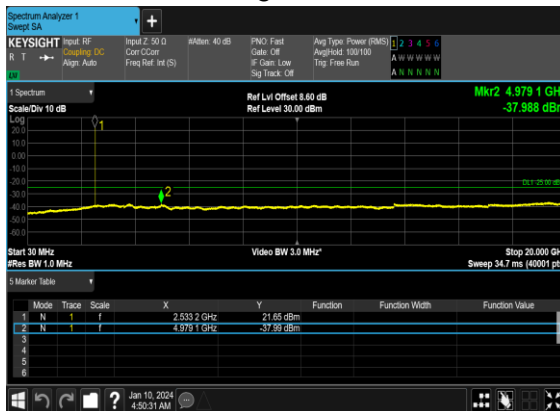 Spectrum Analyzer 1
Swept SA
+
KEYSIGHT Input: RF Input Z: 50 Ω #Atten: 40 dB PNO: Fast Avg Type: Power (RMS) 1 2 3 4 5 6
R T Coupling: DC Corr CCorr Gate: Off Avg|Hold: 100/100 A W W W W W
Align: Auto Freq Ref: Int (S) IF Gain: Low Trig: Free Run
Sig Track: Off A N N N N N
1 Spectrum Ref Lvl Offset 8.60 dB Mkr2 4.979 1 GH
Scale/Div 10 dB Ref Level 30.00 dBm -37.988 dB
Log
20.0 1
10.0
0.00
-10.0
-20.0 DL1 -25.00 dB
-30.0 2
-40.0
-50.0
-60.0
Start 30 MHz Video BW 3.0 MHz* Stop 20.000 GH
#Res BW 1.0 MHz Sweep 34.7 ms (40001 pt
5 Marker Table
Mode Trace Scale X Y Function Function Width Function Value
1 N 1 f 2.533 2 GHz 21.65 dBm
2 N 1 f 4.979 1 GHz -37.99 dBm
3
4
5
6
? Jan 10, 2024
4:50:31 AM